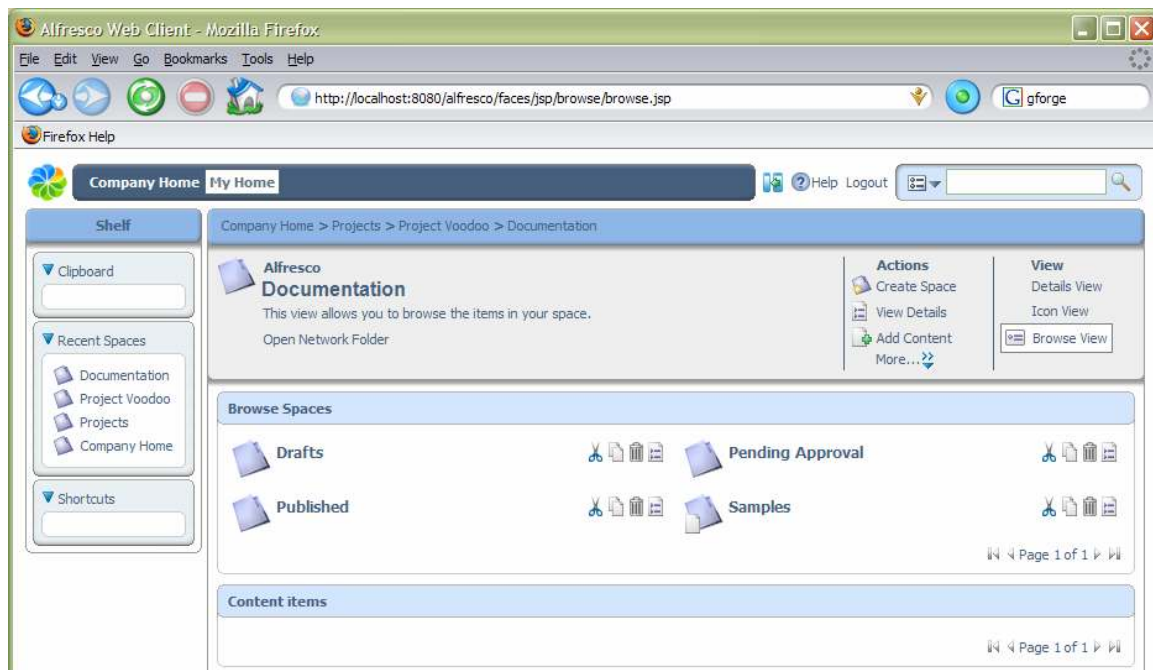 Alfresco Web Client - Mozilla Firefox
File Edit View Go Bookmarks Tools Help
http://localhost:8080/alfresco/faces/jsp/browse/browse.jsp
G gforge
Firefox Help
Company Home My Home
Help Logout
Shelf
Company Home > Projects > Project Voodoo > Documentation
Clipboard
Recent Spaces
Documentation
Project Voodoo
Projects
Company Home
Shortcuts
Alfresco
Documentation
This view allows you to browse the items in your space.
Open Network Folder
Actions
Create Space
View Details
Add Content
More...
View
Details View
Icon View
Browse View
Browse Spaces
Drafts
Pending Approval
Published
Samples
Page 1 of 1
Content items
Page 1 of 1